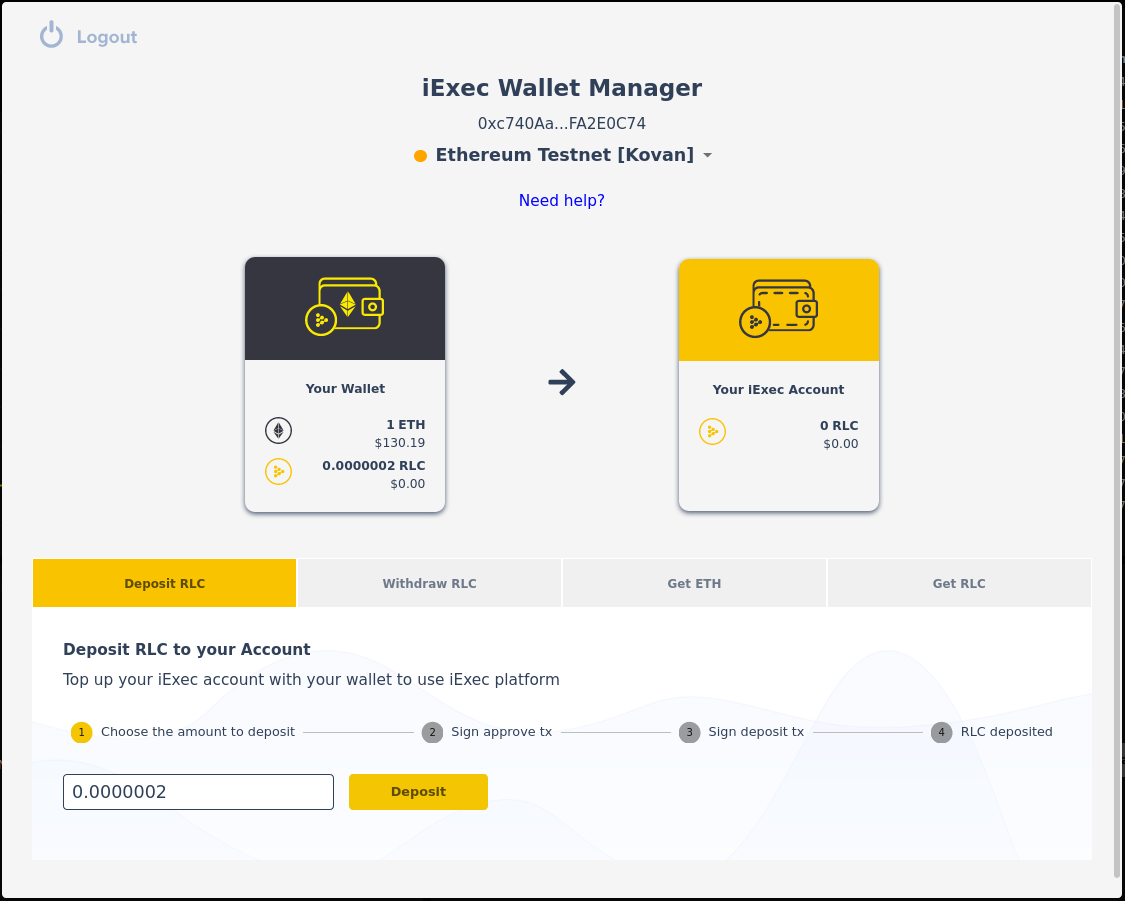 Logout
iExec Wallet Manager
0xc740Aa...FA2E0C74
Ethereum Testnet [Kovan]
Need help?
Your Wallet
1 ETH
$130.19
0.0000002 RLC
$0.00
Your iExec Account
0 RLC
$0.00
Deposit RLC
Withdraw RLC
Get ETH
Get RLC
Deposit RLC to your Account
Top up your iExec account with your wallet to use iExec platform
1 Choose the amount to deposit
2 Sign approve tx
3 Sign deposit tx
4 RLC deposited
0.0000002
Deposit